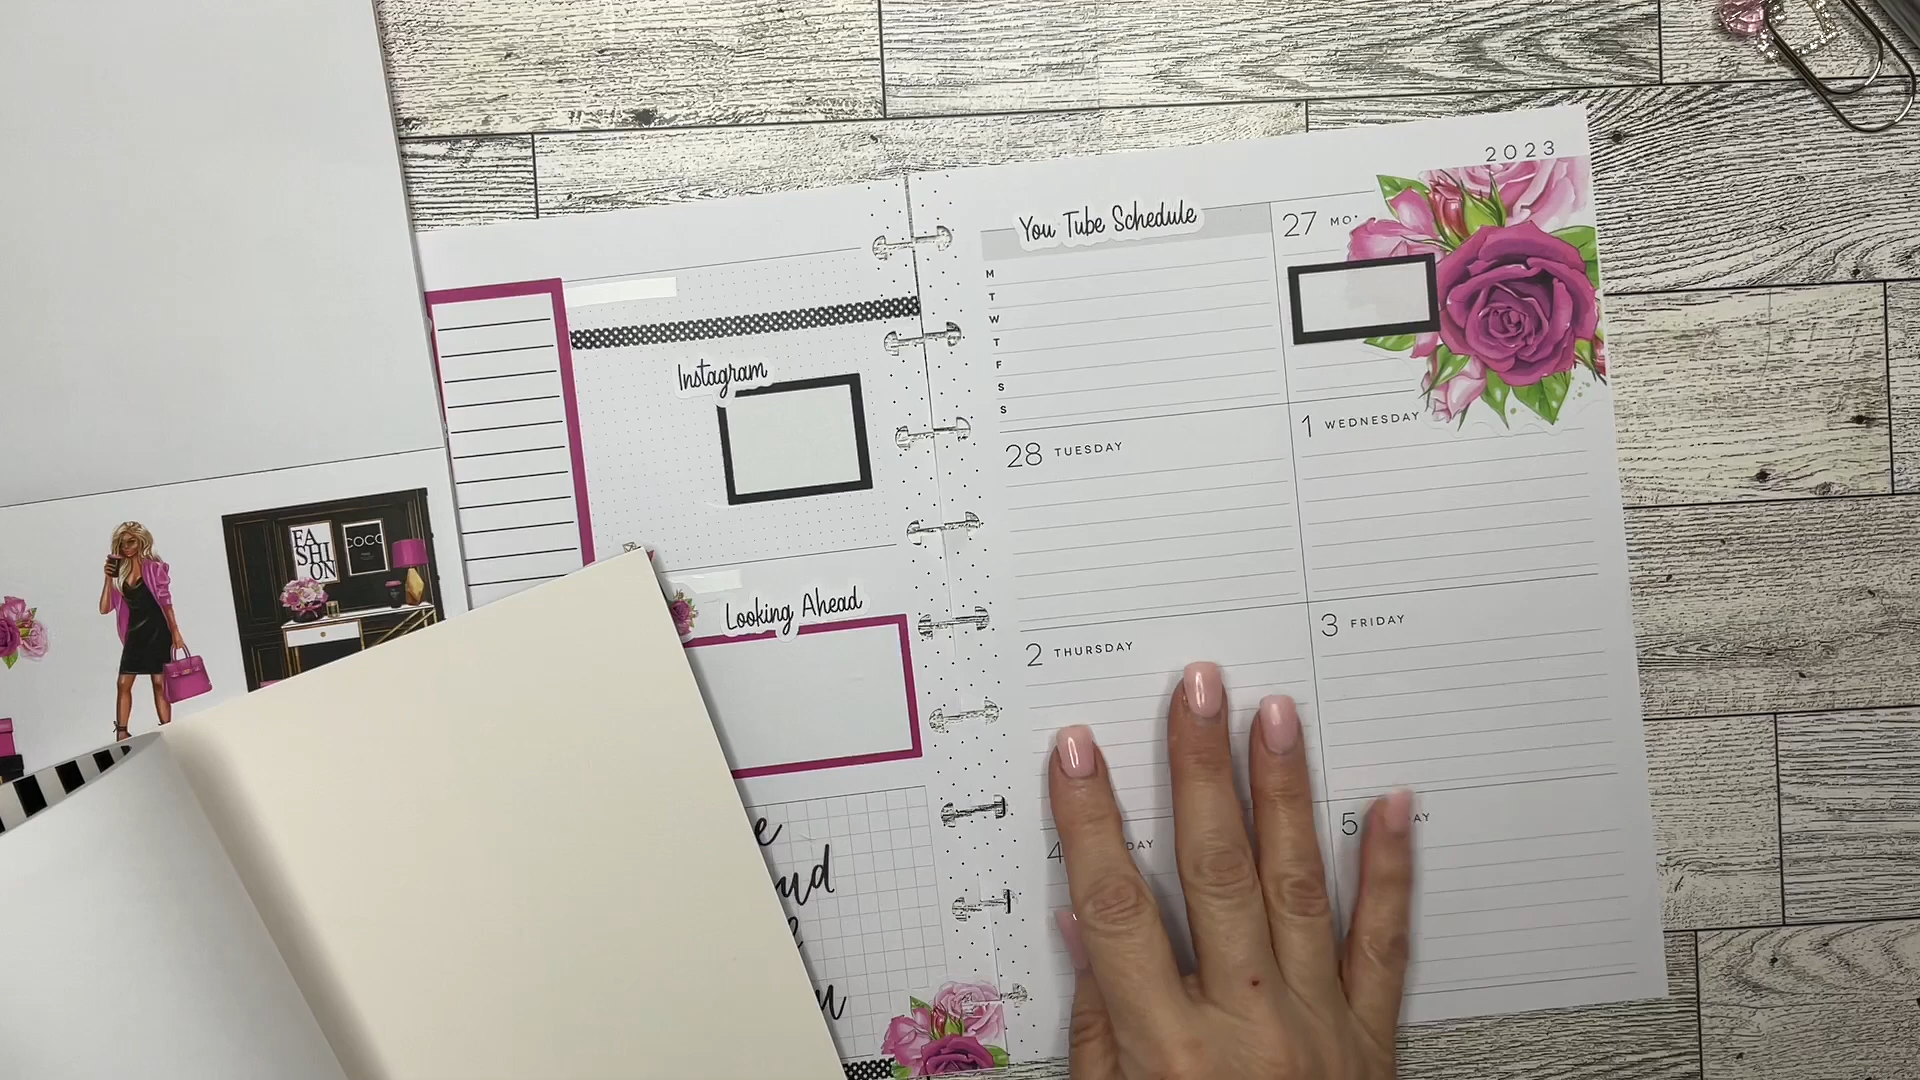 2023
You Tube Schedule
27
M
T
W
T
F
S
S
28 TUESDAY
1 WEDNESDAY
2 THURSDAY
3 FRIDAY
4
5
Instagram
Looking Ahead
FA
SHI
ON
COCO